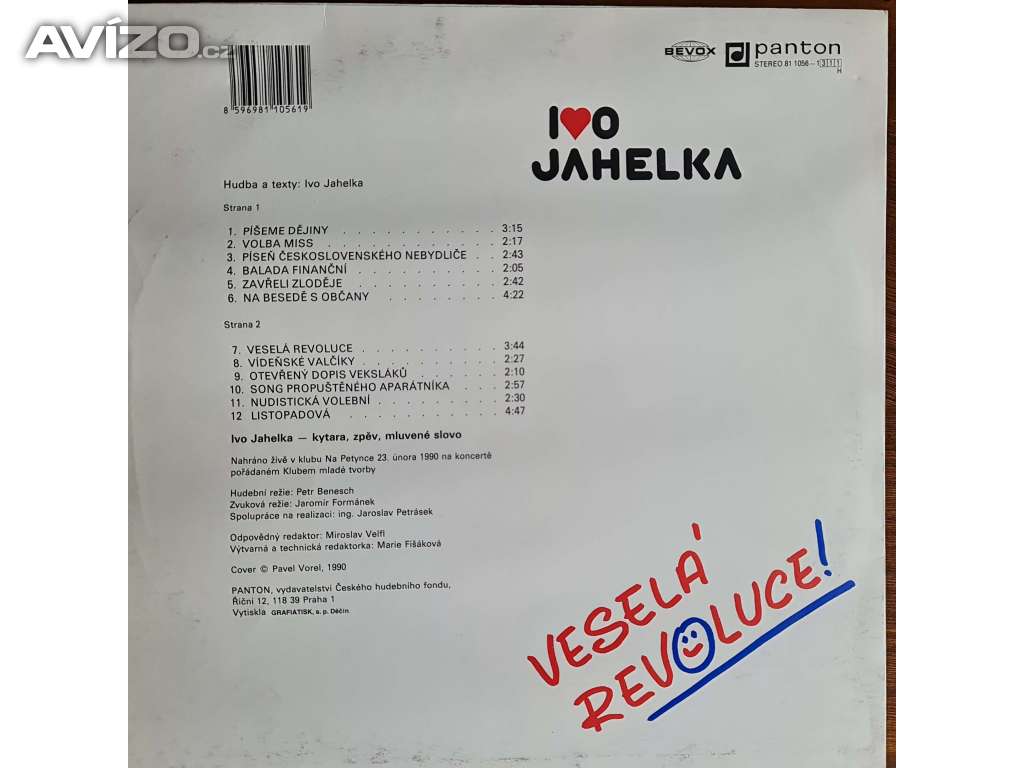 AVÍZO.cz
8 596981 105619
BEVOX
panton
STEREO 81 1056-1311
H
IVO
JAHELKA
Hudba a texty: Ivo Jahelka
Strana 1
1. PÍŠEME DĚJINY . . . . . . . . . . . 3:15
2. VOLBA MISS . . . . . . . . . . . . 2:17
3. PÍSEŇ ČESKOSLOVENSKÉHO NEBYDLIČE . . 2:43
4. BALADA FINANČNÍ . . . . . . . . . . 2:05
5. ZAVŘELI ZLODĚJE . . . . . . . . . . 2:42
6. NA BESEDĚ S OBČANY . . . . . . . . 4:22
Strana 2
7. VESELÁ REVOLUCE . . . . . . . . . . 3:44
8. VÍDEŇSKÉ VALČÍKY . . . . . . . . . . 2:27
9. OTEVŘENÝ DOPIS VEKSLÁKŮ . . . . . . 2:10
10. SONG PROPUŠTĚNÉHO APARÁTNÍKA . . . 2:57
11. NUDISTICKÁ VOLEBNÍ . . . . . . . . . 2:30
12 LISTOPADOVÁ . . . . . . . . . . . 4:47
Ivo Jahelka — kytara, zpěv, mluvené slovo
Nahráno živě v klubu Na Petynce 23. února 1990 na koncertě
pořádaném Klubem mladé tvorby
Hudební režie: Petr Benesch
Zvuková režie: Jaromír Formánek
Spolupráce na realizaci: ing. Jaroslav Petrásek
Odpovědný redaktor: Miroslav Velfl
Výtvarná a technická redaktorka: Marie Fišáková
Cover © Pavel Vorel, 1990
PANTON, vydavatelství Českého hudebního fondu,
Říční 12, 118 39 Praha 1
Vytiskla GRAFIATISK, s. p. Děčín
VESELÁ
REVOLUCE!